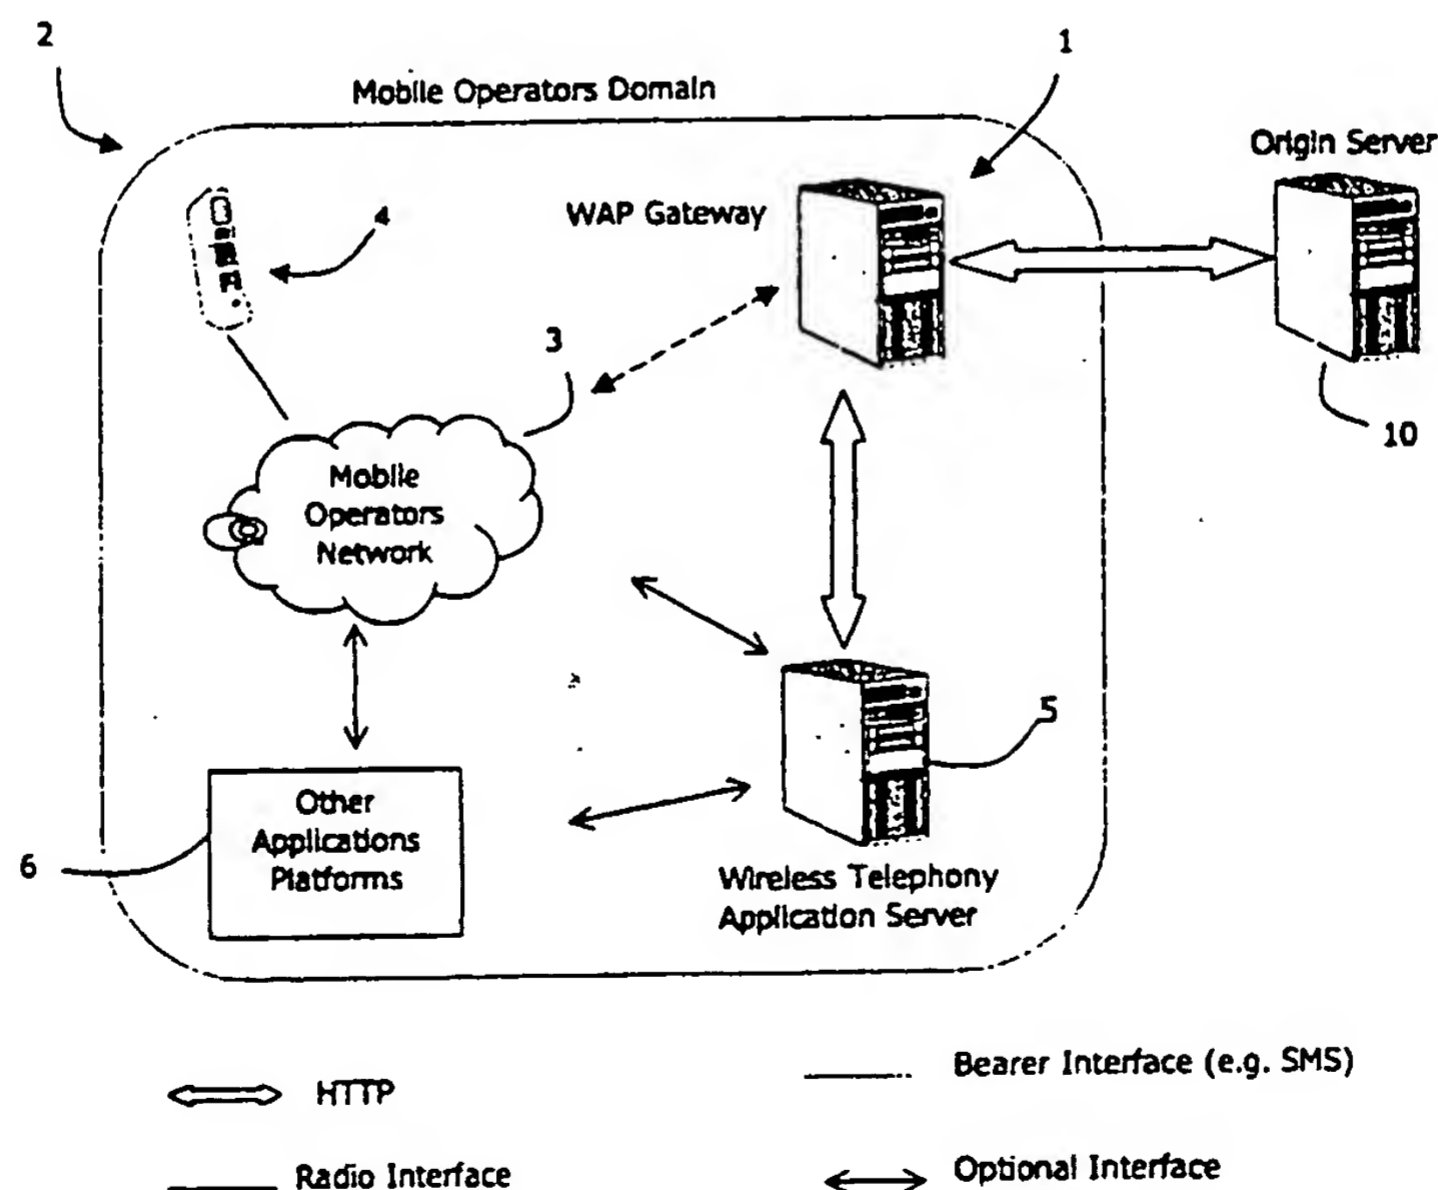 2
1
Mobile Operators Domain
Origin Server
4
WAP Gateway
3
10
Mobile
Operators
Network
5
Other
Applications
Platforms
6
Wireless Telephony
Application Server
HTTP
Bearer Interface (e.g. SMS)
Radio Interface
Optional Interface